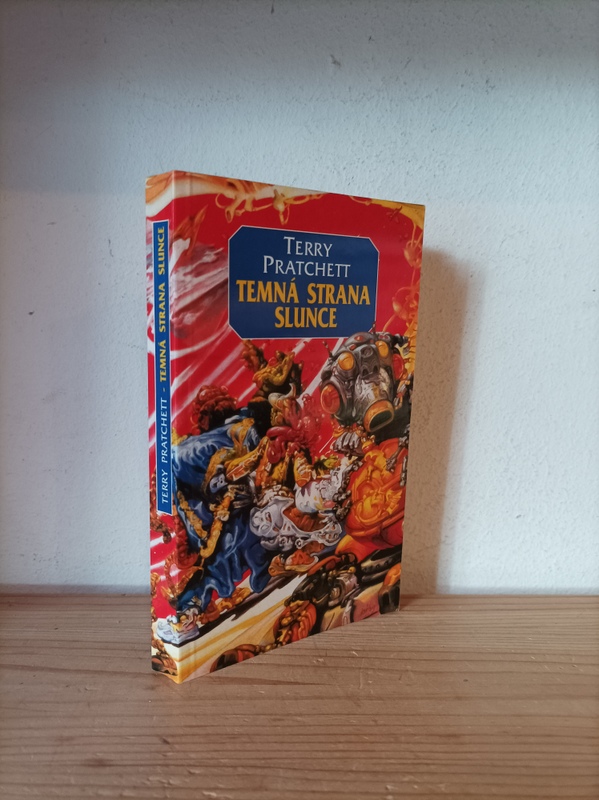 TERRY
PRATCHETT
TEMNÁ STRANA
SLUNCE
TERRY PRATCHETT - TEMNÁ STRANA SLUNCE